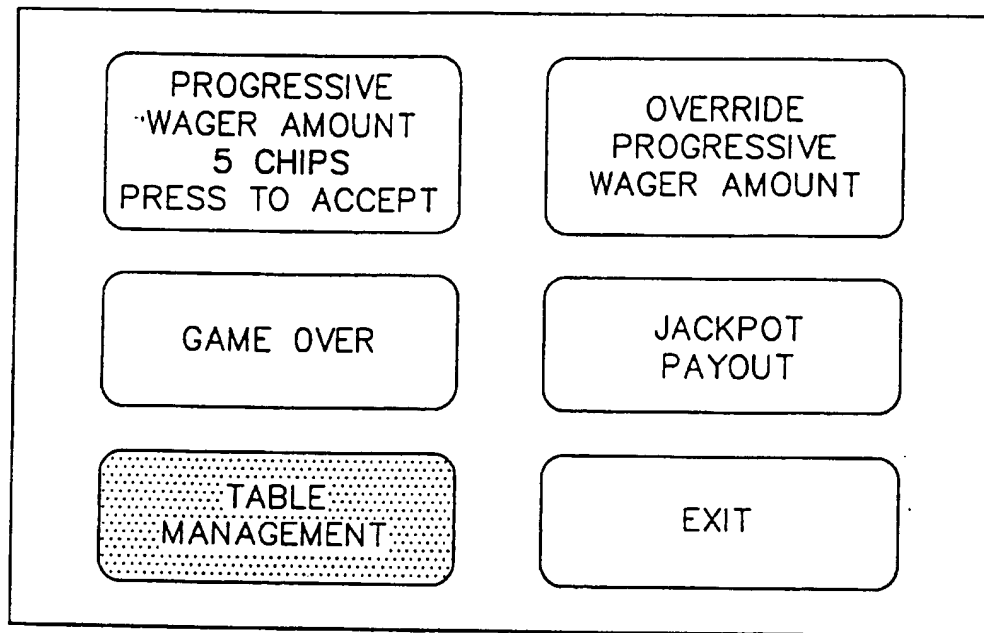 PROGRESSIVE
WAGER AMOUNT
5 CHIPS
PRESS TO ACCEPT
OVERRIDE
PROGRESSIVE
WAGER AMOUNT
GAME OVER
JACKPOT
PAYOUT
TABLE
MANAGEMENT
EXIT